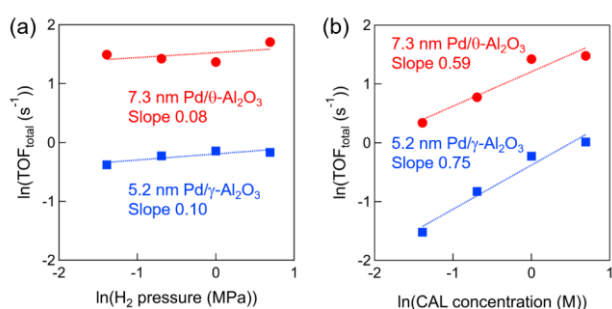 (a)
2
1
0
-1
-2
ln(TOFtotal (s⁻¹))
7.3 nm Pd/θ-Al₂O₃
Slope 0.08
5.2 nm Pd/γ-Al₂O₃
Slope 0.10
-2
-1
0
1
ln(H₂ pressure (MPa))
(b)
2
1
0
-1
-2
ln(TOFtotal (s⁻¹))
7.3 nm Pd/θ-Al₂O₃
Slope 0.59
5.2 nm Pd/γ-Al₂O₃
Slope 0.75
-2
-1
0
1
ln(CAL concentration (M))